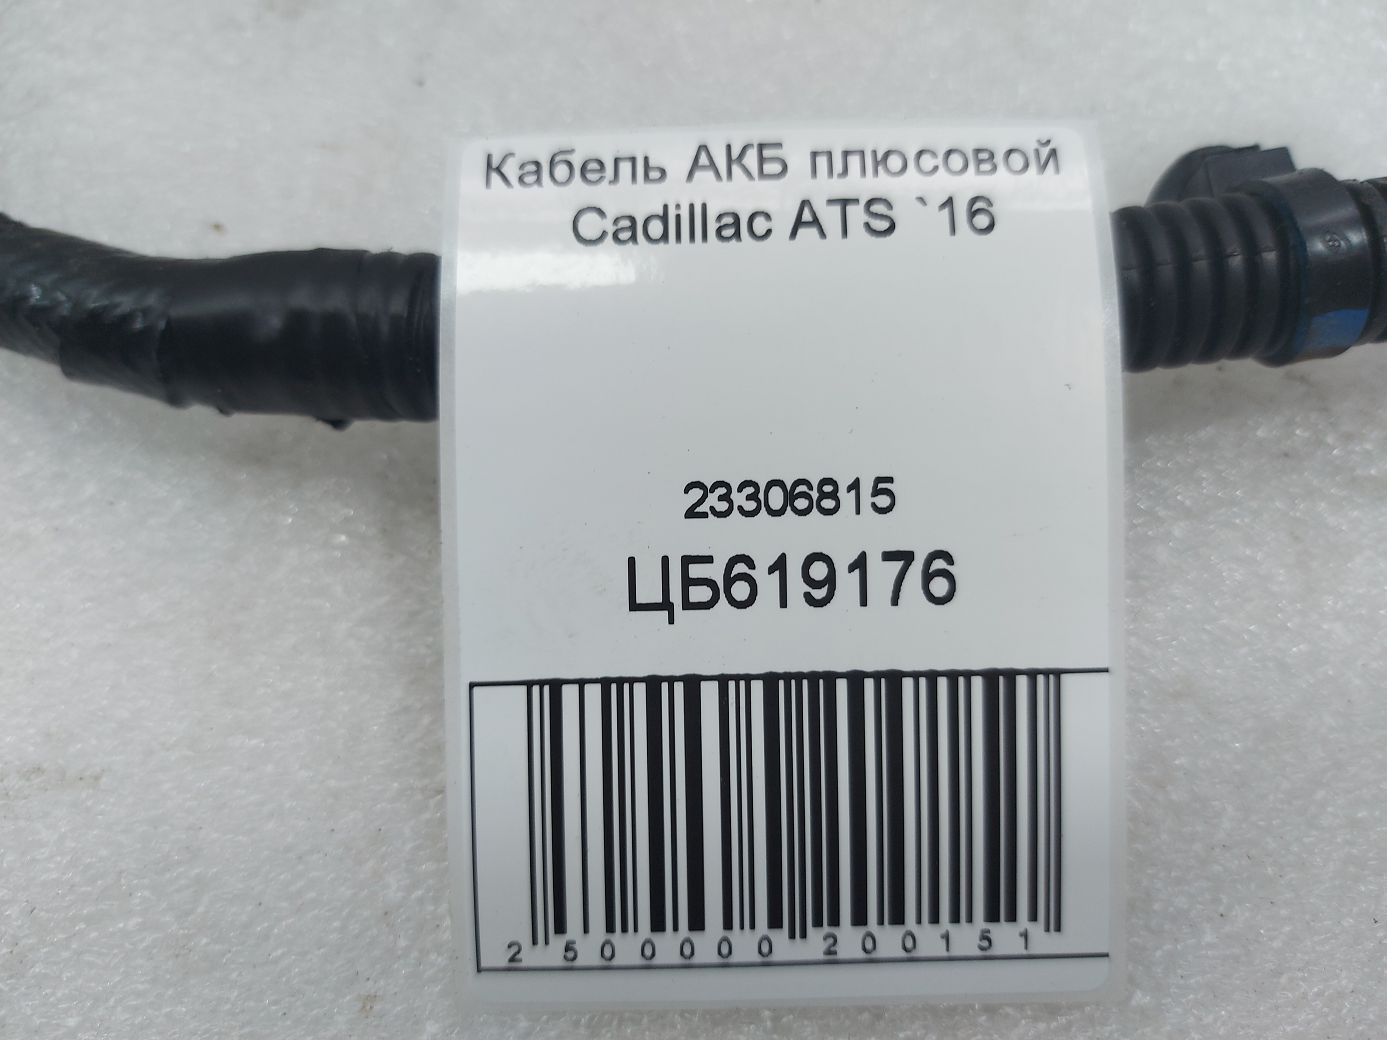 Кабель АКБ плюсовой
Cadillac ATS `16
23306815
ЦБ619176
2 500000 200151